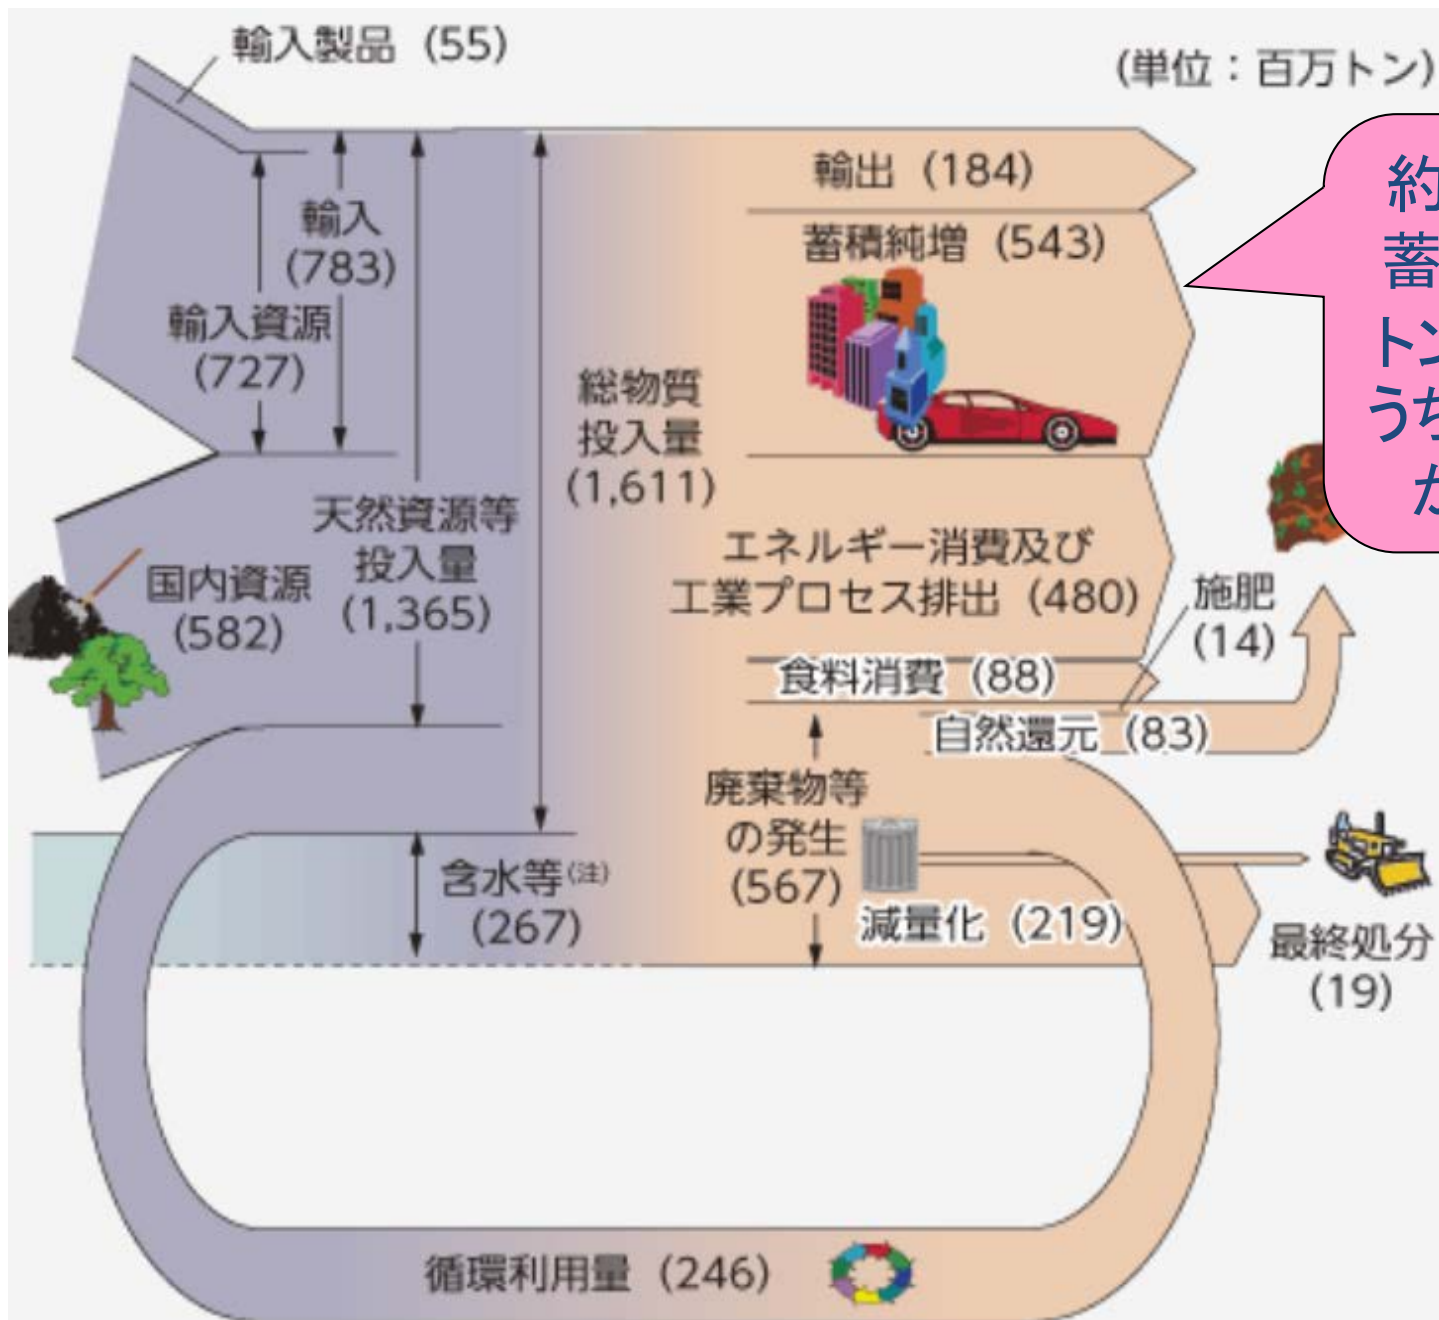 輸入製品 (55)
(単位：百万トン)
輸出 (184)
蓄積純増 (543)
輸入
(783)
輸入資源
(727)
総物質
投入量
(1,611)
天然資源等
投入量
(1,365)
国内資源
(582)
エネルギー消費及び
工業プロセス排出 (480)
施肥
(14)
食料消費 (88)
自然還元 (83)
廃棄物等
の発生
(567)
含水等(注)
(267)
減量化 (219)
最終処分
(19)
循環利用量 (246)
約
蓄
トン
うち
か